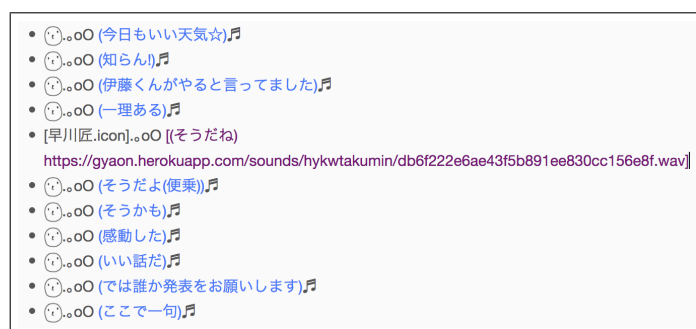 .｡oO (今日もいい天気☆)🎵
.｡oO (知らん!)🎵
.｡oO (伊藤くんがやると言ってました)🎵
.｡oO (一理ある)🎵
[早川匠.icon].｡oO [(そうだね)
https://gyaon.herokuapp.com/sounds/hykwtakumin/db6f222e6ae43f5b891ee830cc156e8f.wav]
.｡oO (そうだよ(便乗))🎵
.｡oO (そうかも)🎵
.｡oO (感動した)🎵
.｡oO (いい話だ)🎵
.｡oO (では誰か発表をお願いします)🎵
.｡oO (ここで一句)🎵